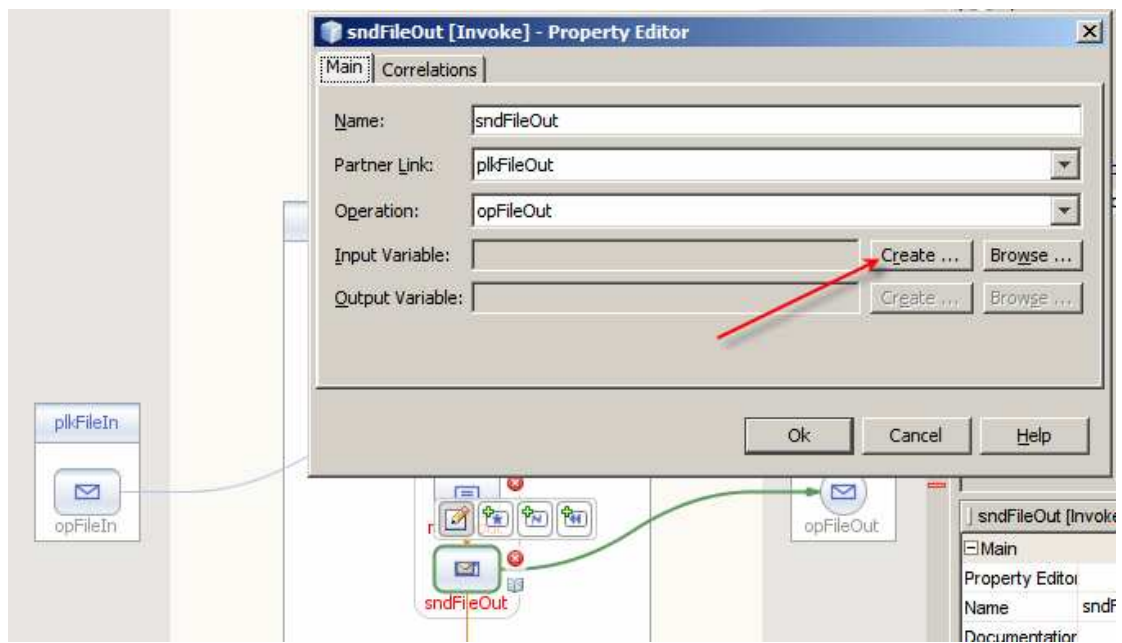 sndFileOut [Invoke] - Property Editor
Main Correlations
Name: sndFileOut
Partner Link: plkFileOut
Operation: opFileOut
Input Variable: Create ... Browse ...
Output Variable: Create ... Browse ...
Ok Cancel Help
plkFileIn
opFileIn
opFileOut
sndFileOut
sndFileOut [Invoke
Main
Property Editor
Name sndF
Documentation